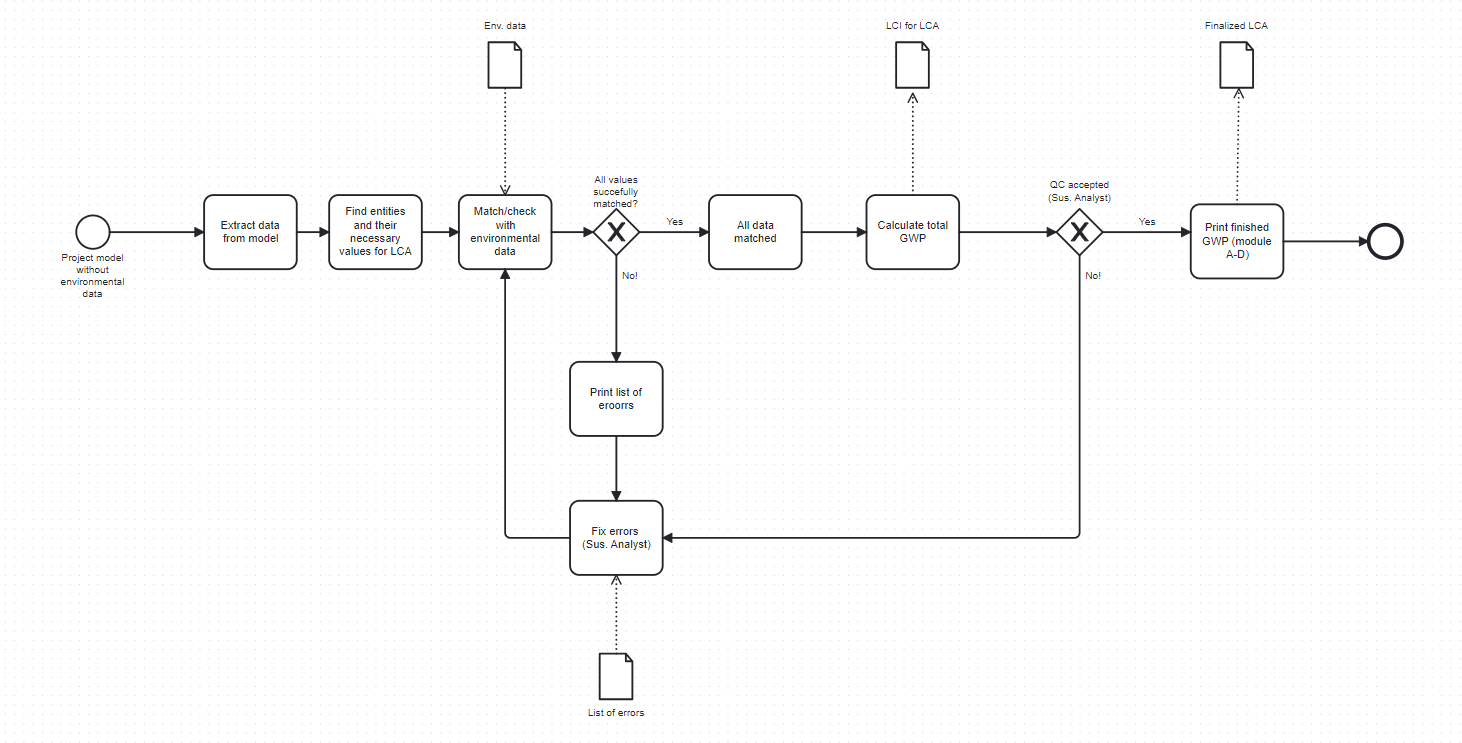 Env. data
LCI for LCA
Finalized LCA
All values
succefully
matched?
QC accepted
(Sus. Analyst)
Project model
without
environmental
data
Extract data
from model
Find entities
and their
necessary
values for LCA
Match/check
with
environmental
data
Yes
No!
All data
matched
Calculate total
GWP
Yes
No!
Print finished
GWP (module
A-D)
Print list of
eroorrs
Fix errors
(Sus. Analyst)
List of errors